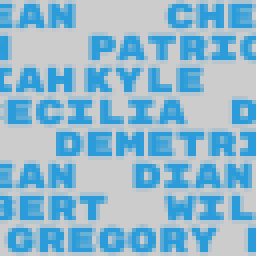 EAN CHE
PATRIC
IAH KYLE
ECILIA D
DEMETRI
EAN DIAN
BERT WIL
GREGORY